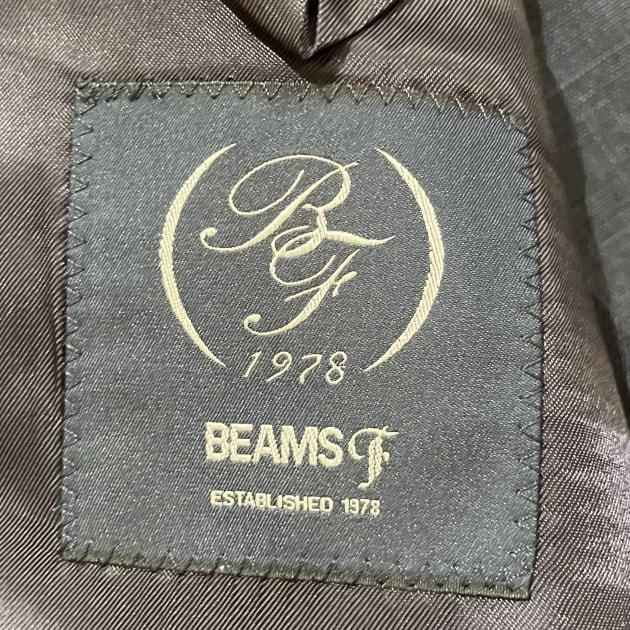 BF
1978
BEAMS F
ESTABLISHED 1978